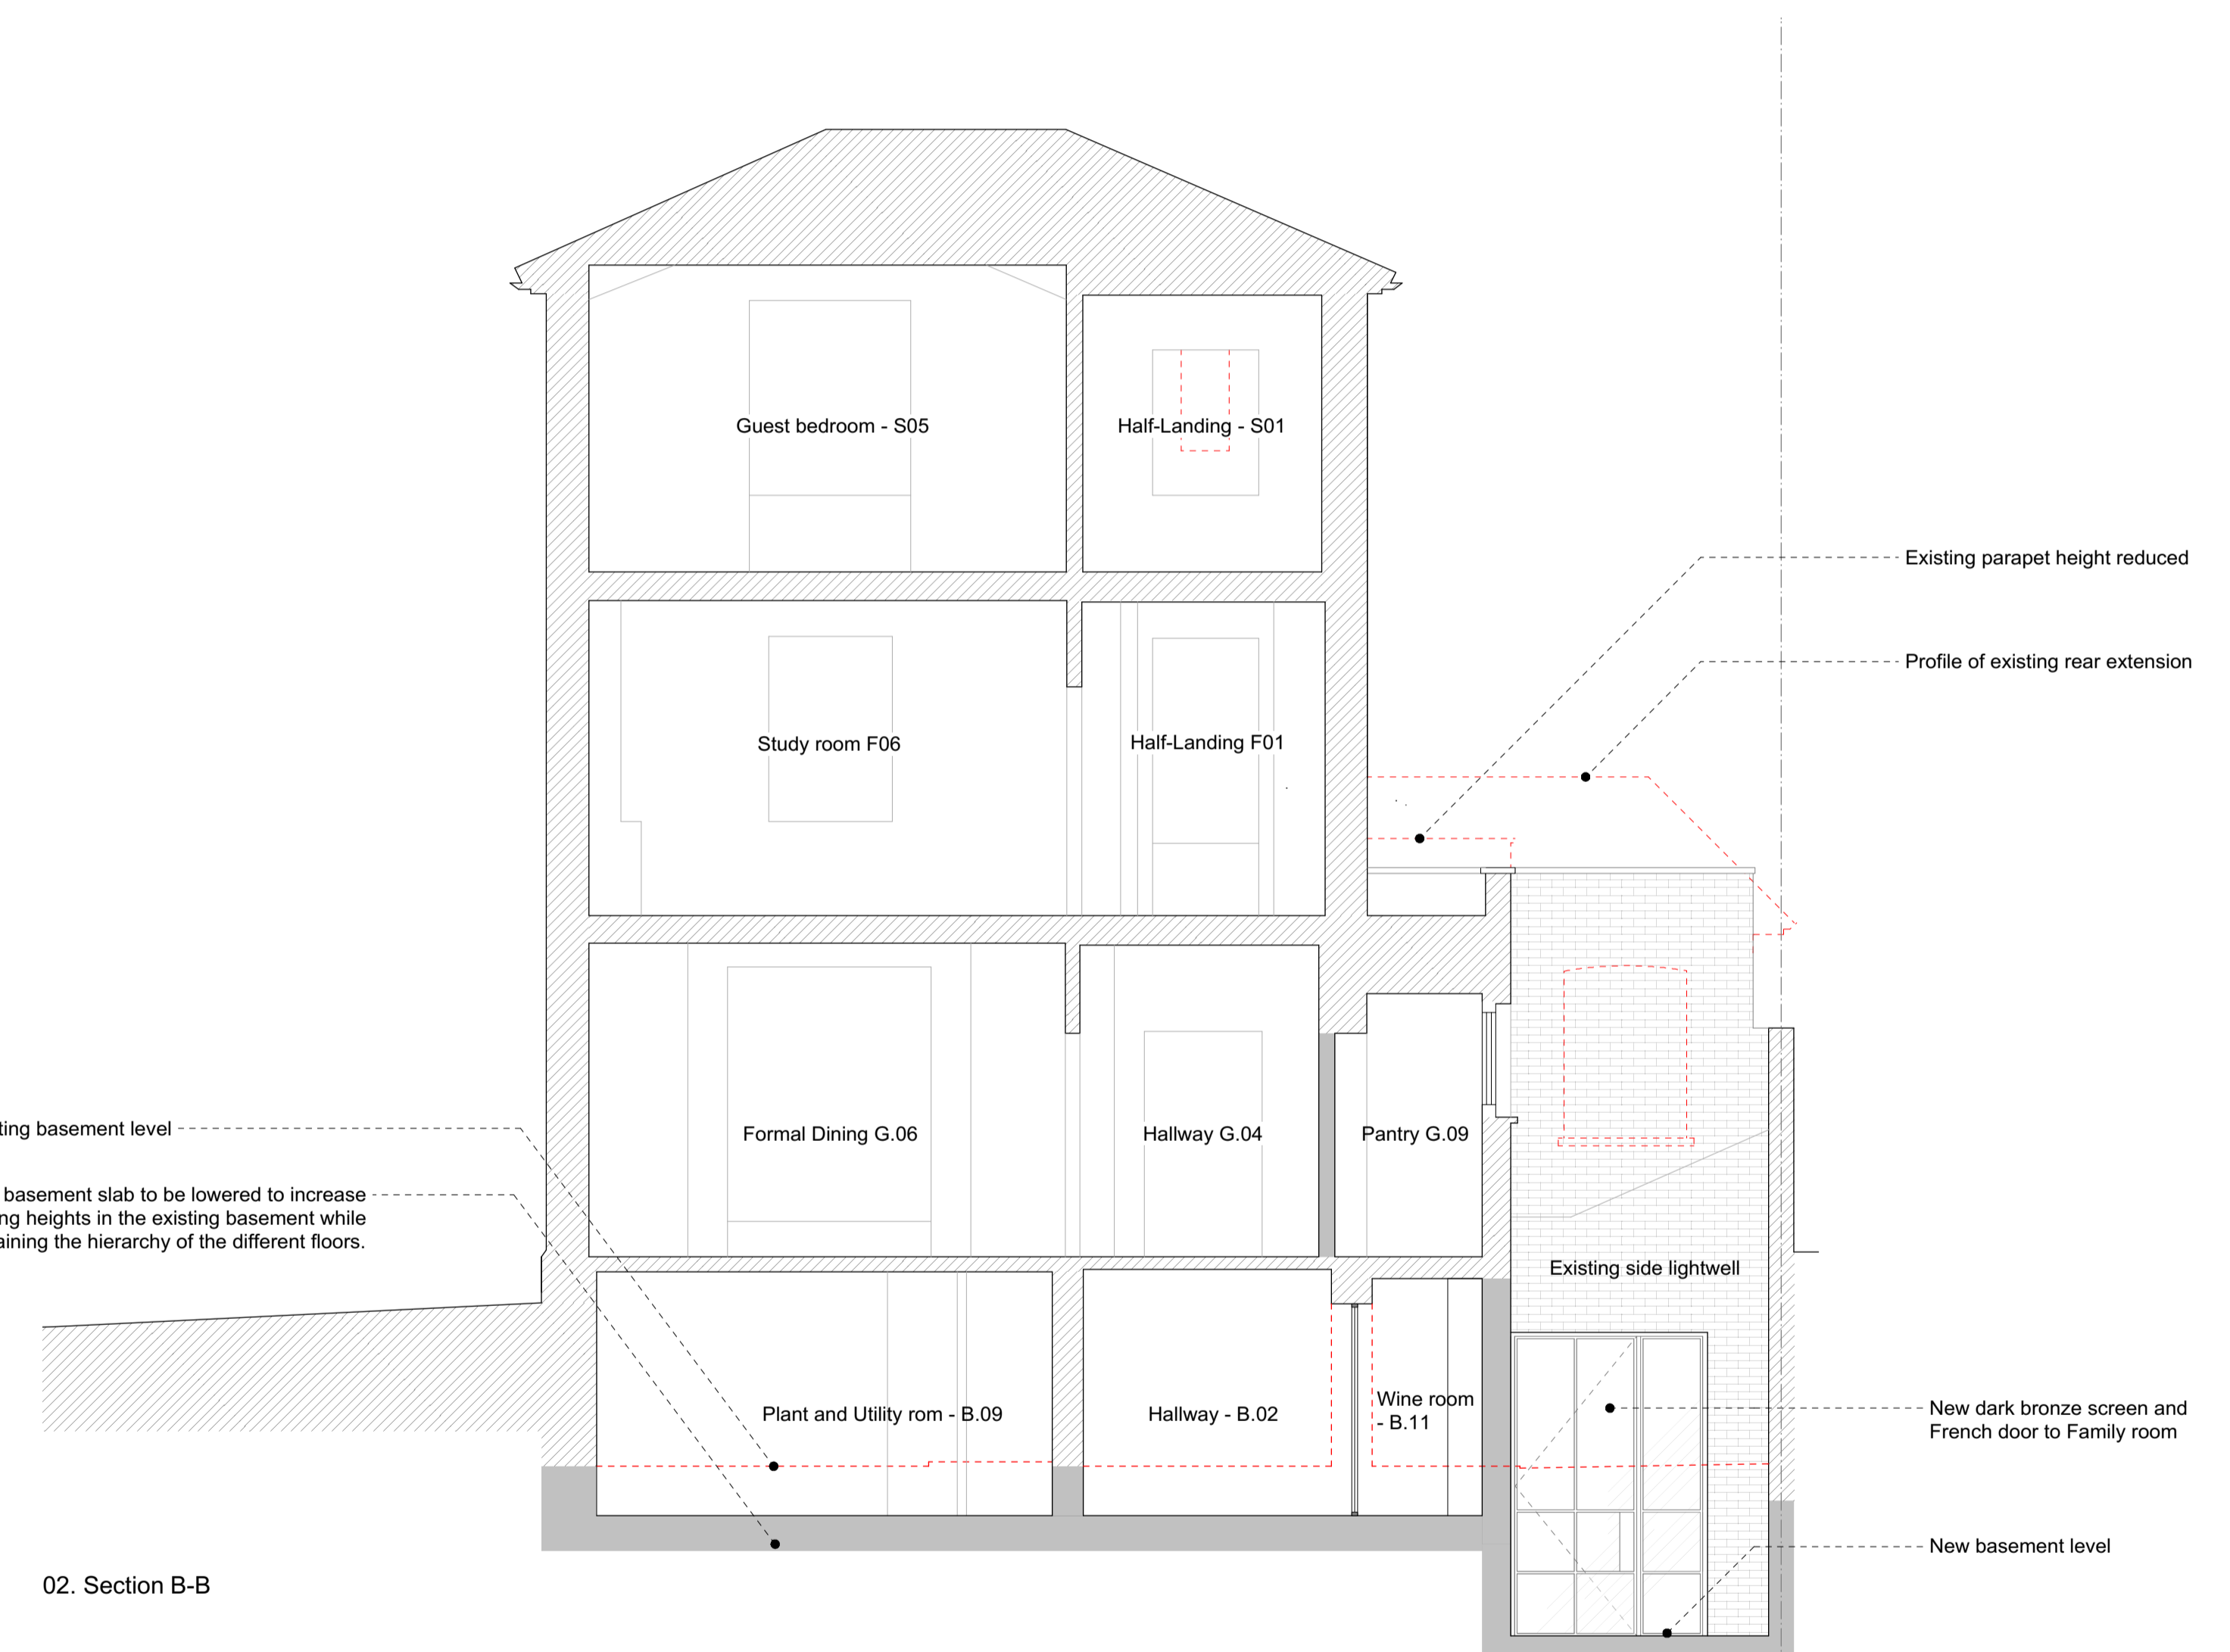 Guest bedroom - S05
Half-Landing - S01
Existing parapet height reduced
Profile of existing rear extension
Study room F06
Half-Landing F01
basement level
Formal Dining G.06
Hallway G.04
Pantry G.09
basement slab to be lowered to increase
heights in the existing basement while
the hierarchy of the different floors.
Existing side lightwell
Plant and Utility rom - B.09
Hallway - B.02
Wine room
- B.11
New dark bronze screen and
French door to Family room
New basement level
02. Section B-B